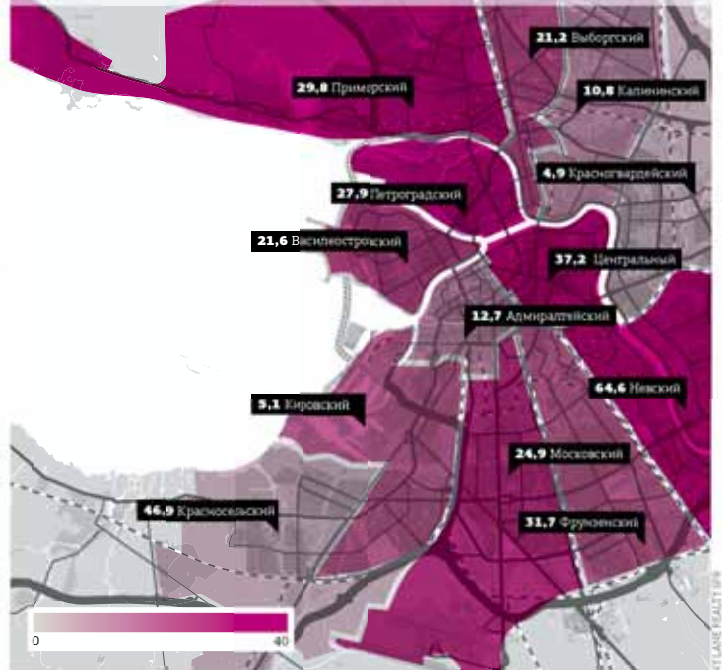 21,2 Выборгский
29,8 Приморский
10,8 Калининский
4,9 Красногвардейский
27,9 Петроградский
21,6 Василеостровский
37,2 Центральный
12,7 Адмиралтейский
64,6 Невский
5,1 Кировский
24,9 Московский
46,9 Красносельский
31,7 Фрунзенский
0 40